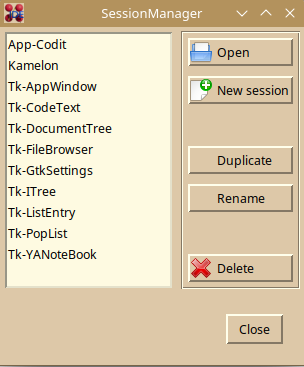 SessionManager
App-Codit
Kamelon
Tk-AppWindow
Tk-CodeText
Tk-DocumentTree
Tk-FileBrowser
Tk-GtkSettings
Tk-ITree
Tk-ListEntry
Tk-PopList
Tk-YANoteBook
Open
New session
Duplicate
Rename
Delete
Close